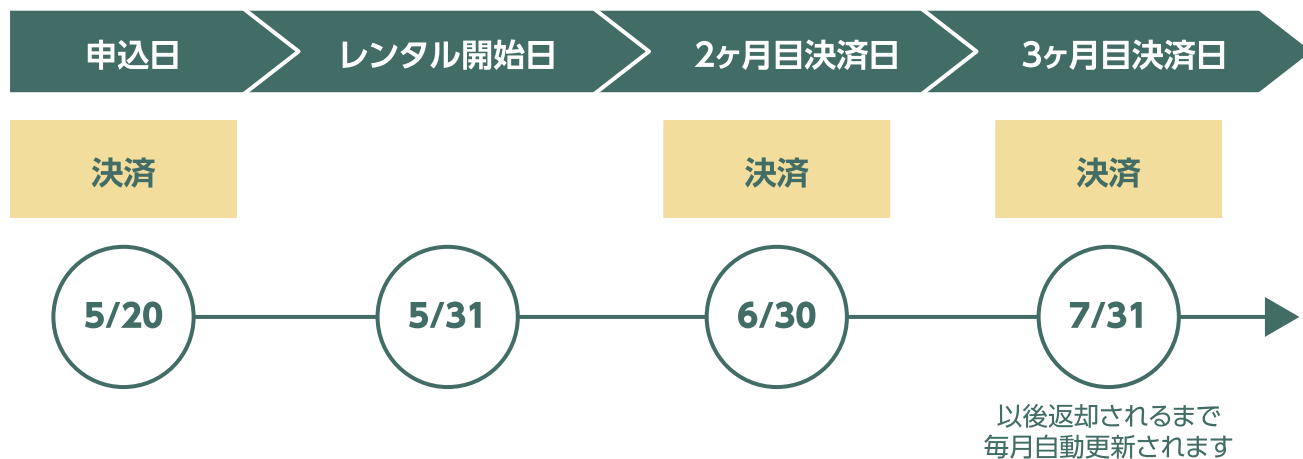 申込日
レンタル開始日
2ヶ月目決済日
3ヶ月目決済日
決済
決済
決済
5/20
5/31
6/30
7/31
以後返却されるまで
毎月自動更新されます